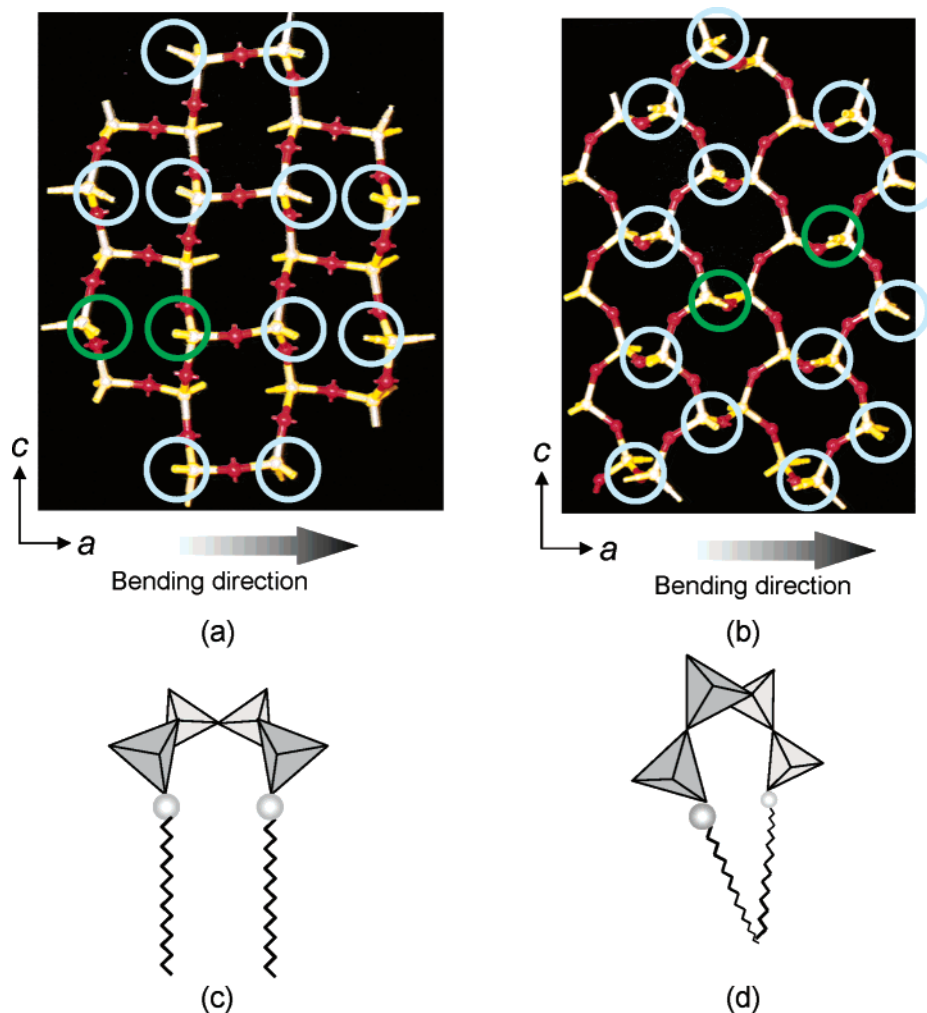 c
a
Bending direction
(a)
c
a
Bending direction
(b)
(c)
(d)